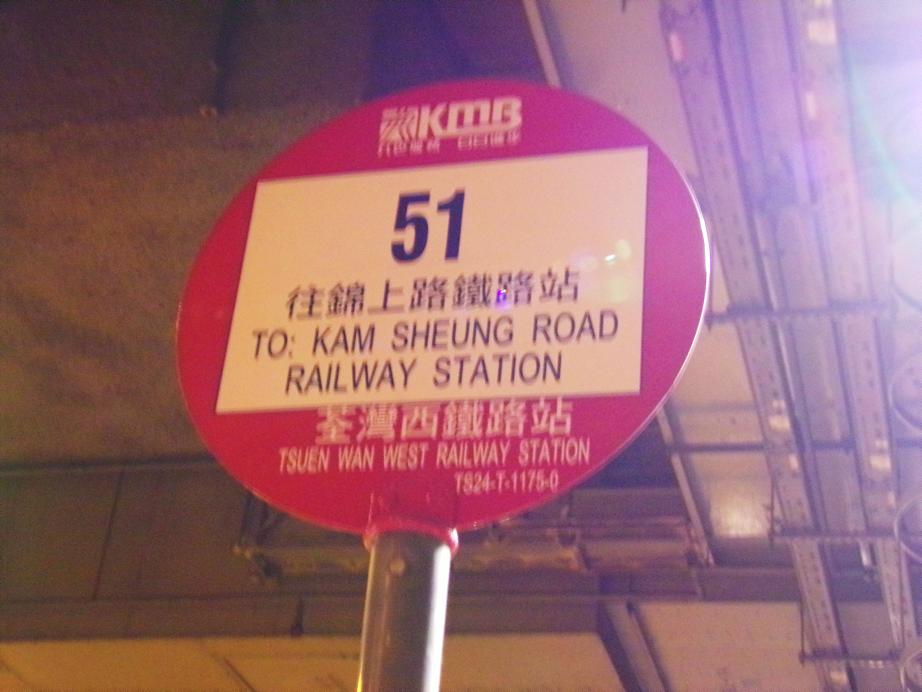 KMB
51
往錦上路鐵路站
TO: KAM SHEUNG ROAD
RAILWAY STATION
荃灣西鐵路站
TSUEN WAN WEST RAILWAY STATION
TS24-T-1175-0